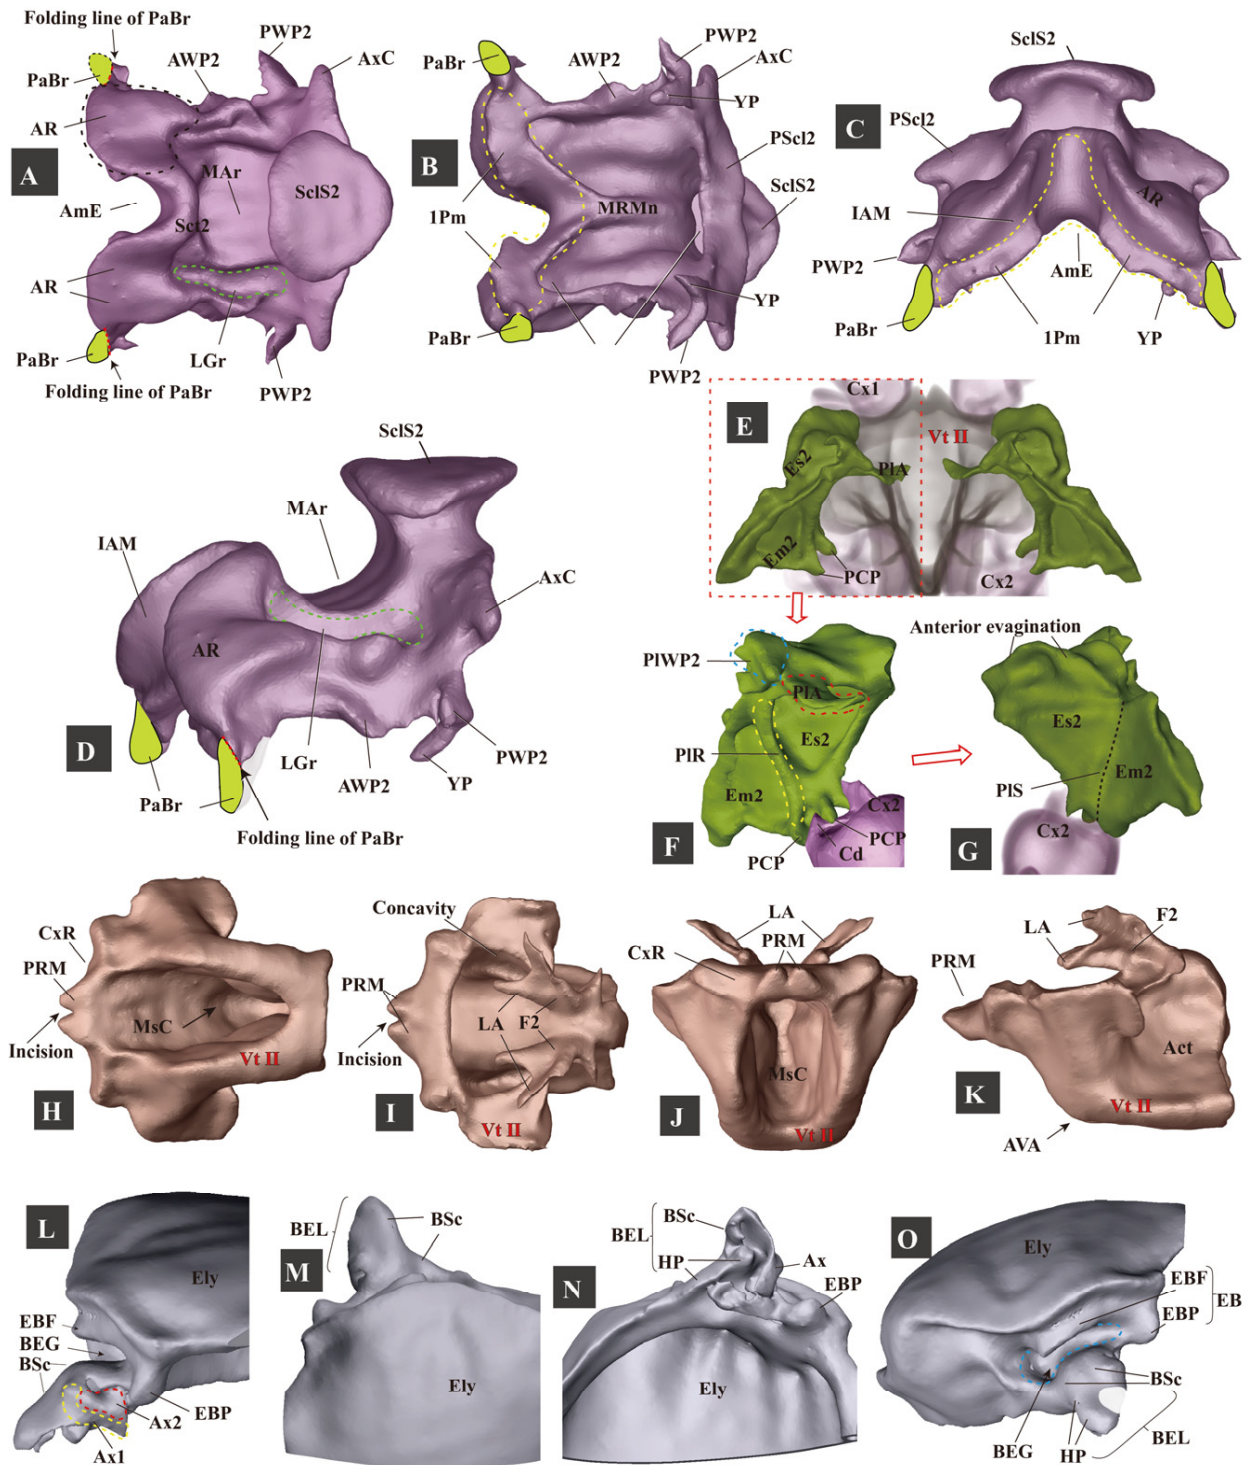 Folding line of PaBr
PWP2
AWP2
AxC
PaBr
AR
A
MAr
SclS2
AmE
Sct2
AR
PaBr
LGr
Folding line of PaBr
PWP2
PWP2
AWP2
AxC
PaBr
YP
B
PScl2
SclS2
MRMn
1Pm
YP
PaBr
PWP2
SclS2
C
PScl2
AR
IAM
AmE
PWP2
PaBr
1Pm
YP
SclS2
MAr
IAM
AxC
AR
D
LGr
PWP2
AWP2
YP
PaBr
Folding line of PaBr
Cx1
E
Vt II
Es2
PlA
Em2
PCP
Cx2
PlWP2
PlA
Es2
PlR
Em2
Cx2
F
PCP
Cd
PCP
Anterior evagination
Es2
PlS
Em2
Cx2
G
CxR
PRM
MsC
Incision
Vt II
H
Concavity
PRM
LA
F2
Incision
I
Vt II
LA
PRM
CxR
MsC
J
Vt II
LA
F2
PRM
Act
K
Vt II
AVA
L
Ely
EBF
BEG
BSc
Ax2
EBP
Ax1
BEL
BSc
M
Ely
BSc
BEL
HP
Ax
N
EBP
Ely
O
Ely
EBF
EB
EBP
BSc
BEG
HP
BEL